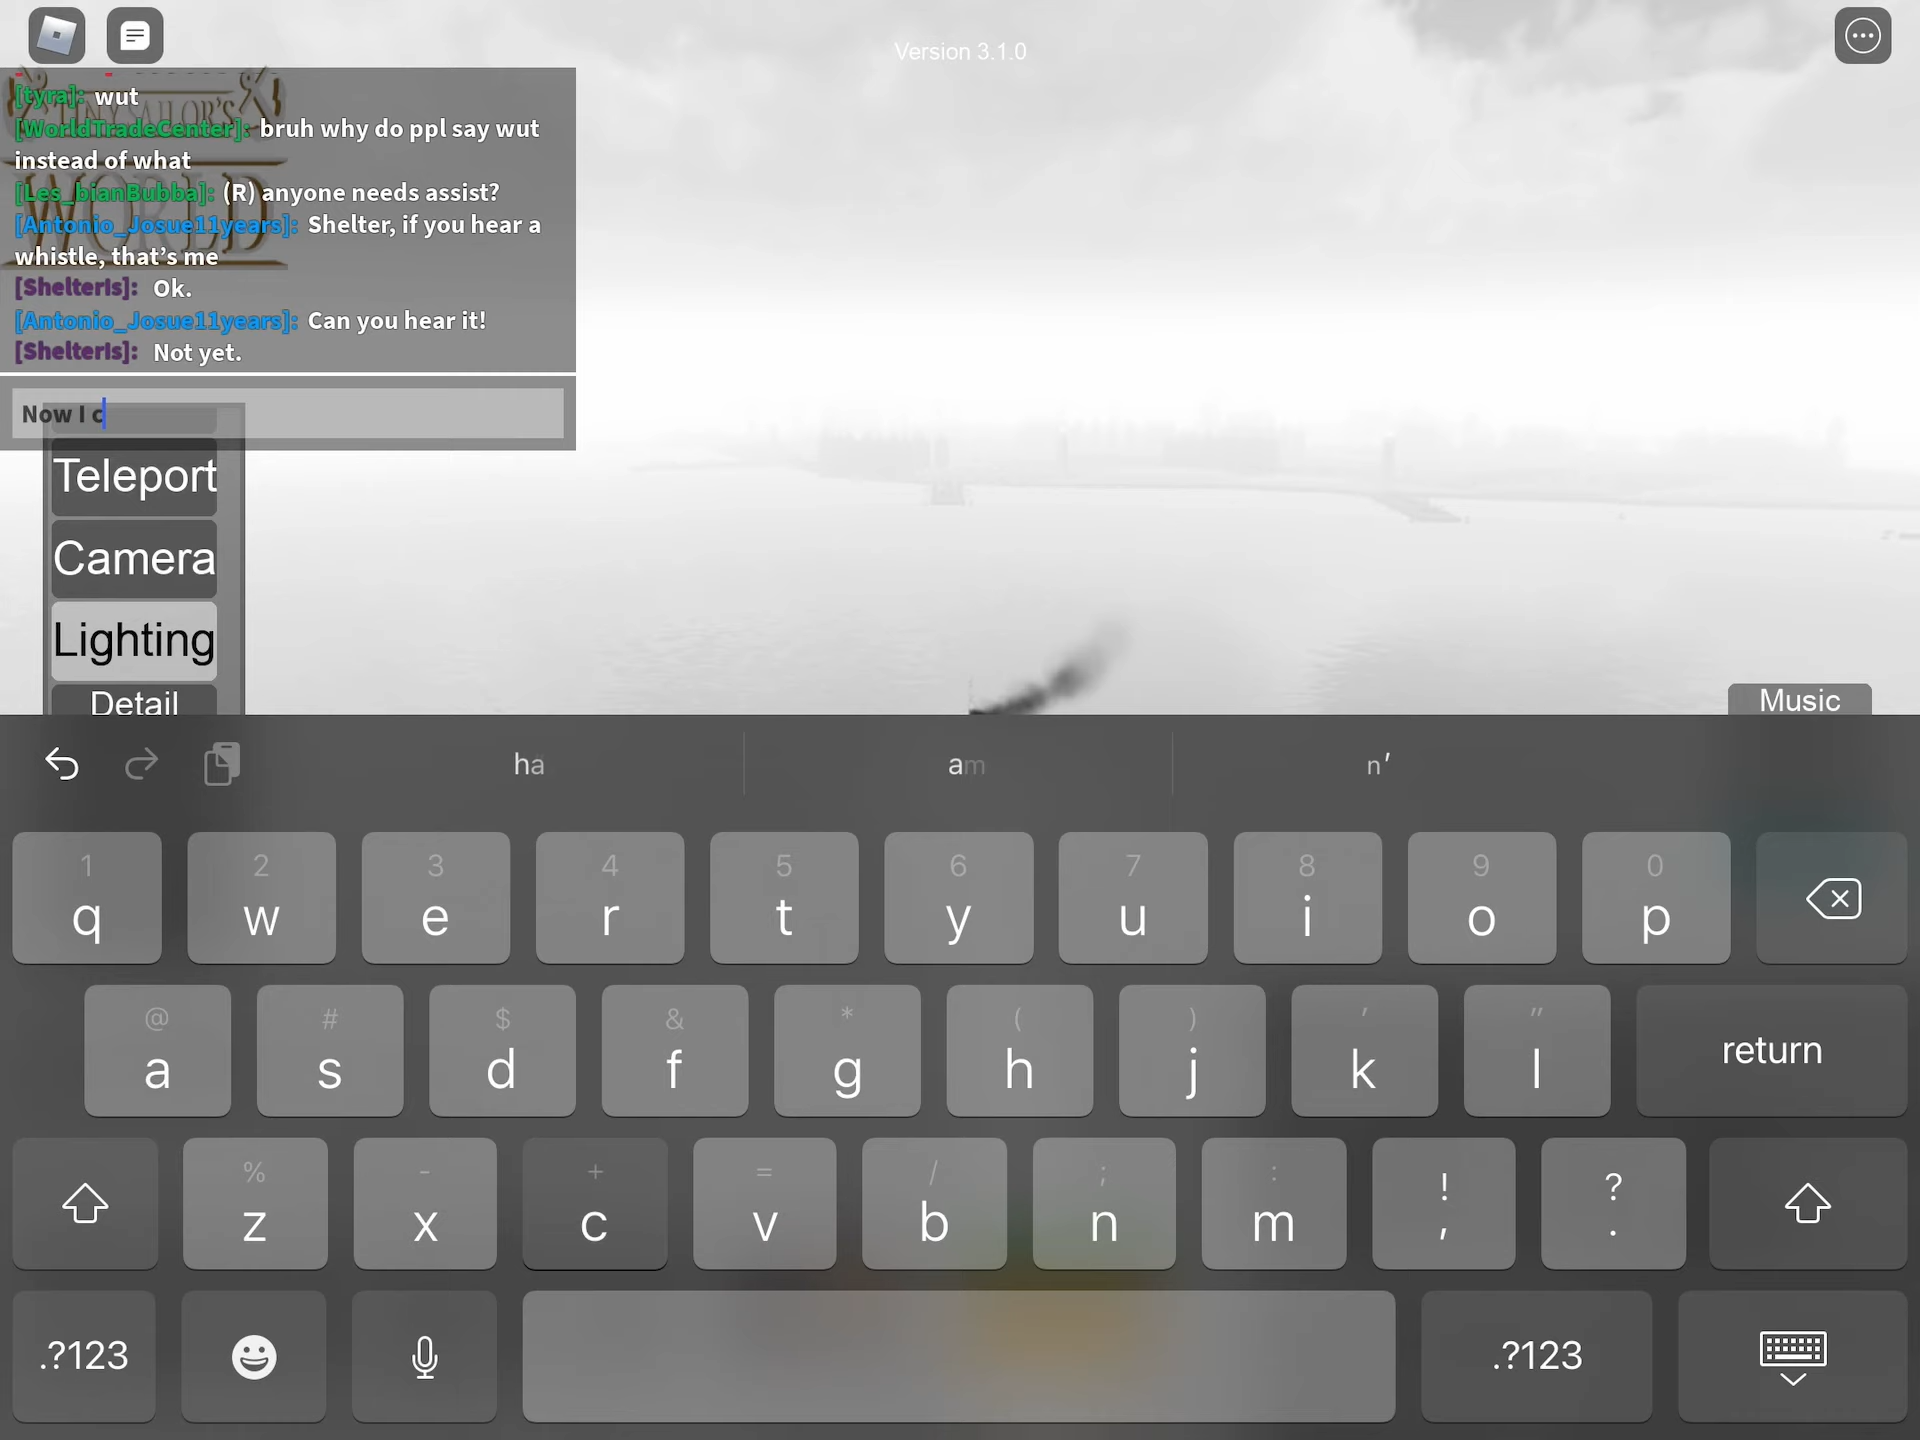 Version 3.1.0
TINY SAILOR'S
WORLD
[tyra]: wut
[WorldTradeCenter]: bruh why do ppl say wut
instead of what
[Les_bianBubba]: (R) anyone needs assist?
[Antonio_Josue11years]: Shelter, if you hear a
whistle, that’s me
[ShelterIs]: Ok.
[Antonio_Josue11years]: Can you hear it!
[ShelterIs]: Not yet.
Now I c
Teleport
Camera
Lighting
Detail
Music
ha am n’
1 2 3 4 5 6 7 8 9 0
q w e r t y u i o p
@ # $ & * ( ) ′ ″
a s d f g h j k l return
% - + = / ; : ! ?
z x c v b n m , .
.?123 .?123